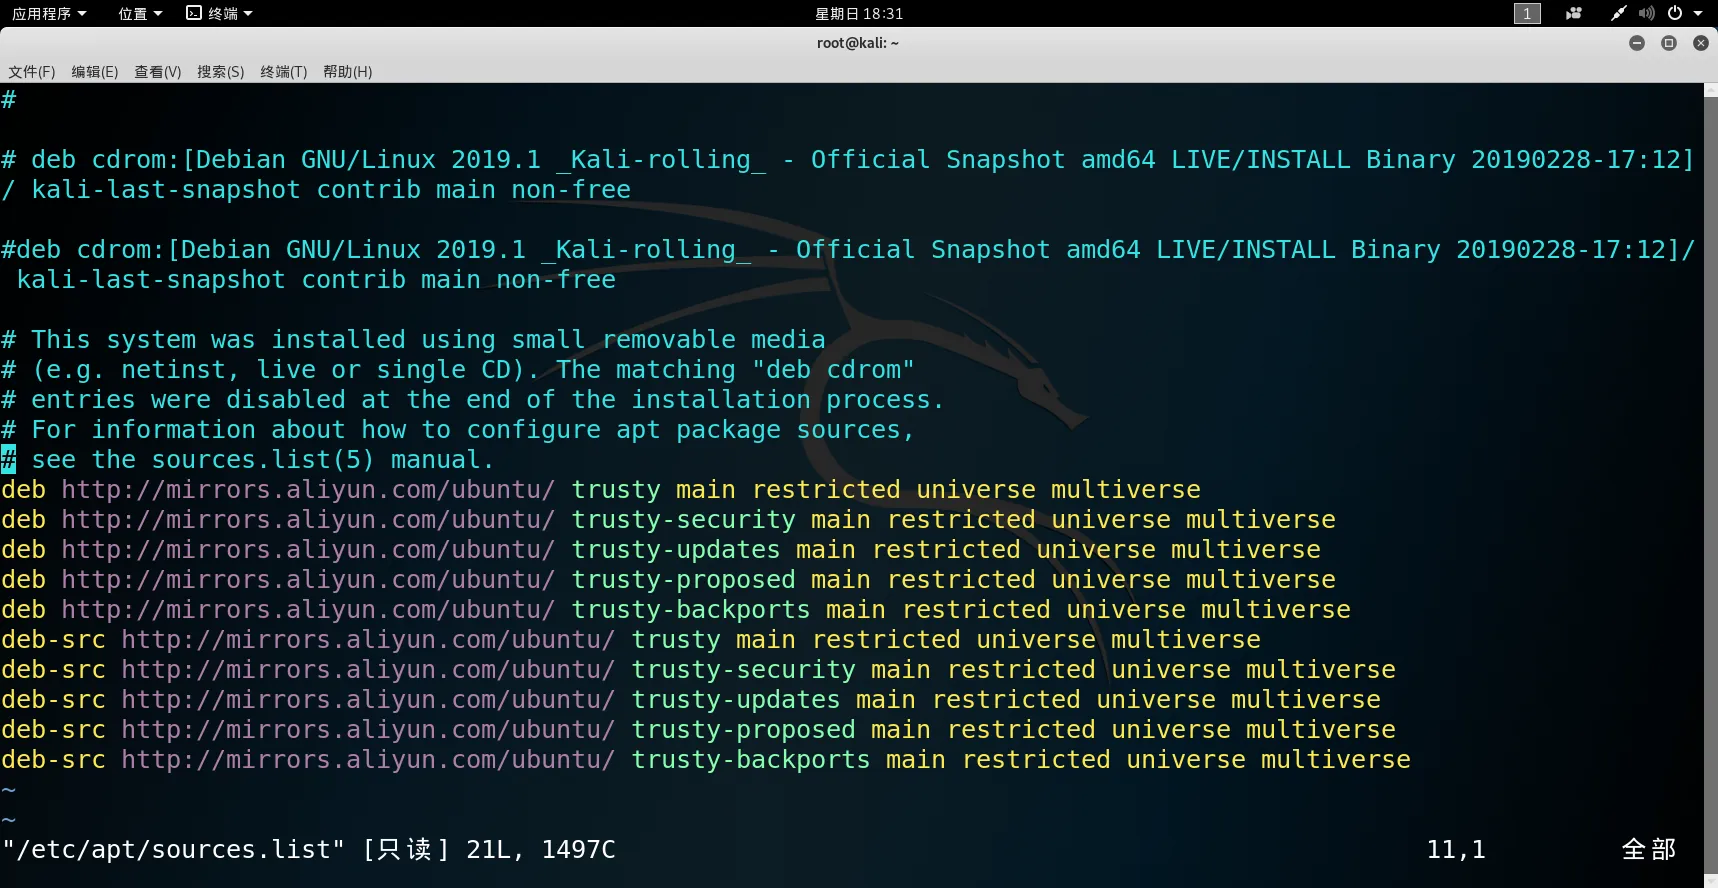 应用程序 位置 终端 星期日 18:31 1
root@kali: ~
文件(F) 编辑(E) 查看(V) 搜索(S) 终端(T) 帮助(H)
#
# deb cdrom:[Debian GNU/Linux 2019.1 _Kali-rolling_ - Official Snapshot amd64 LIVE/INSTALL Binary 20190228-17:12]
/ kali-last-snapshot contrib main non-free
#deb cdrom:[Debian GNU/Linux 2019.1 _Kali-rolling_ - Official Snapshot amd64 LIVE/INSTALL Binary 20190228-17:12]/
kali-last-snapshot contrib main non-free
# This system was installed using small removable media
# (e.g. netinst, live or single CD). The matching "deb cdrom"
# entries were disabled at the end of the installation process.
# For information about how to configure apt package sources,
# see the sources.list(5) manual.
deb http://mirrors.aliyun.com/ubuntu/ trusty main restricted universe multiverse
deb http://mirrors.aliyun.com/ubuntu/ trusty-security main restricted universe multiverse
deb http://mirrors.aliyun.com/ubuntu/ trusty-updates main restricted universe multiverse
deb http://mirrors.aliyun.com/ubuntu/ trusty-proposed main restricted universe multiverse
deb http://mirrors.aliyun.com/ubuntu/ trusty-backports main restricted universe multiverse
deb-src http://mirrors.aliyun.com/ubuntu/ trusty main restricted universe multiverse
deb-src http://mirrors.aliyun.com/ubuntu/ trusty-security main restricted universe multiverse
deb-src http://mirrors.aliyun.com/ubuntu/ trusty-updates main restricted universe multiverse
deb-src http://mirrors.aliyun.com/ubuntu/ trusty-proposed main restricted universe multiverse
deb-src http://mirrors.aliyun.com/ubuntu/ trusty-backports main restricted universe multiverse
~
~
"/etc/apt/sources.list" [只读] 21L, 1497C 11,1 全部